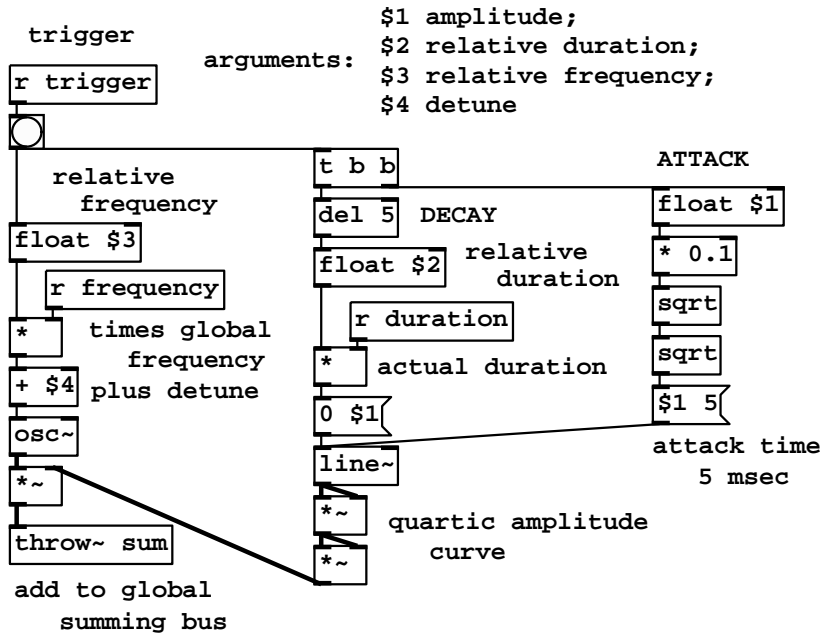 trigger
arguments:
$1 amplitude;
$2 relative duration;
$3 relative frequency;
$4 detune
r trigger
relative
frequency
float $3
r frequency
*
times global
frequency
+ $4
plus detune
osc~
*~
throw~ sum
add to global
summing bus
t b b
del 5
DECAY
float $2
relative
duration
r duration
*
actual duration
0 $1
line~
*~
*~
quartic amplitude
curve
ATTACK
float $1
* 0.1
sqrt
sqrt
$1 5
attack time
5 msec